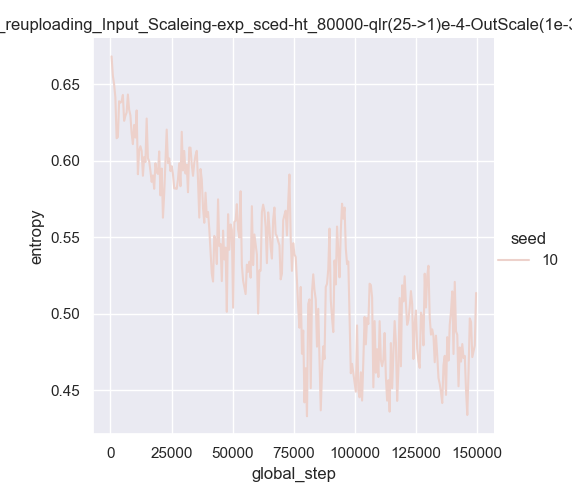 _reuploading_Input_Scaleing-exp_sced-ht_80000-qlr(25->1)e-4-OutScale(1e-3
0.65
0.60
0.55
0.50
0.45
entropy
0 25000 50000 75000 100000 125000 150000
global_step
seed
10